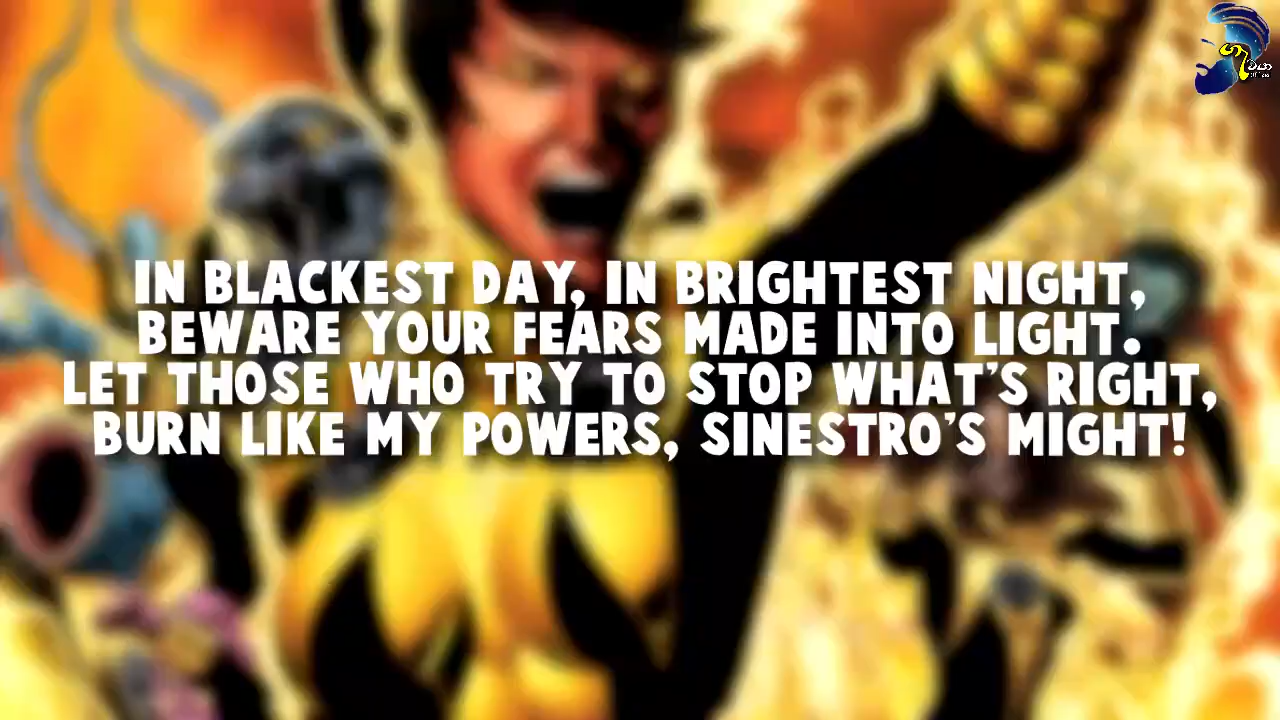 IN BLACKEST DAY, IN BRIGHTEST NIGHT,
BEWARE YOUR FEARS MADE INTO LIGHT.
LET THOSE WHO TRY TO STOP WHAT'S RIGHT,
BURN LIKE MY POWERS, SINESTRO'S MIGHT!